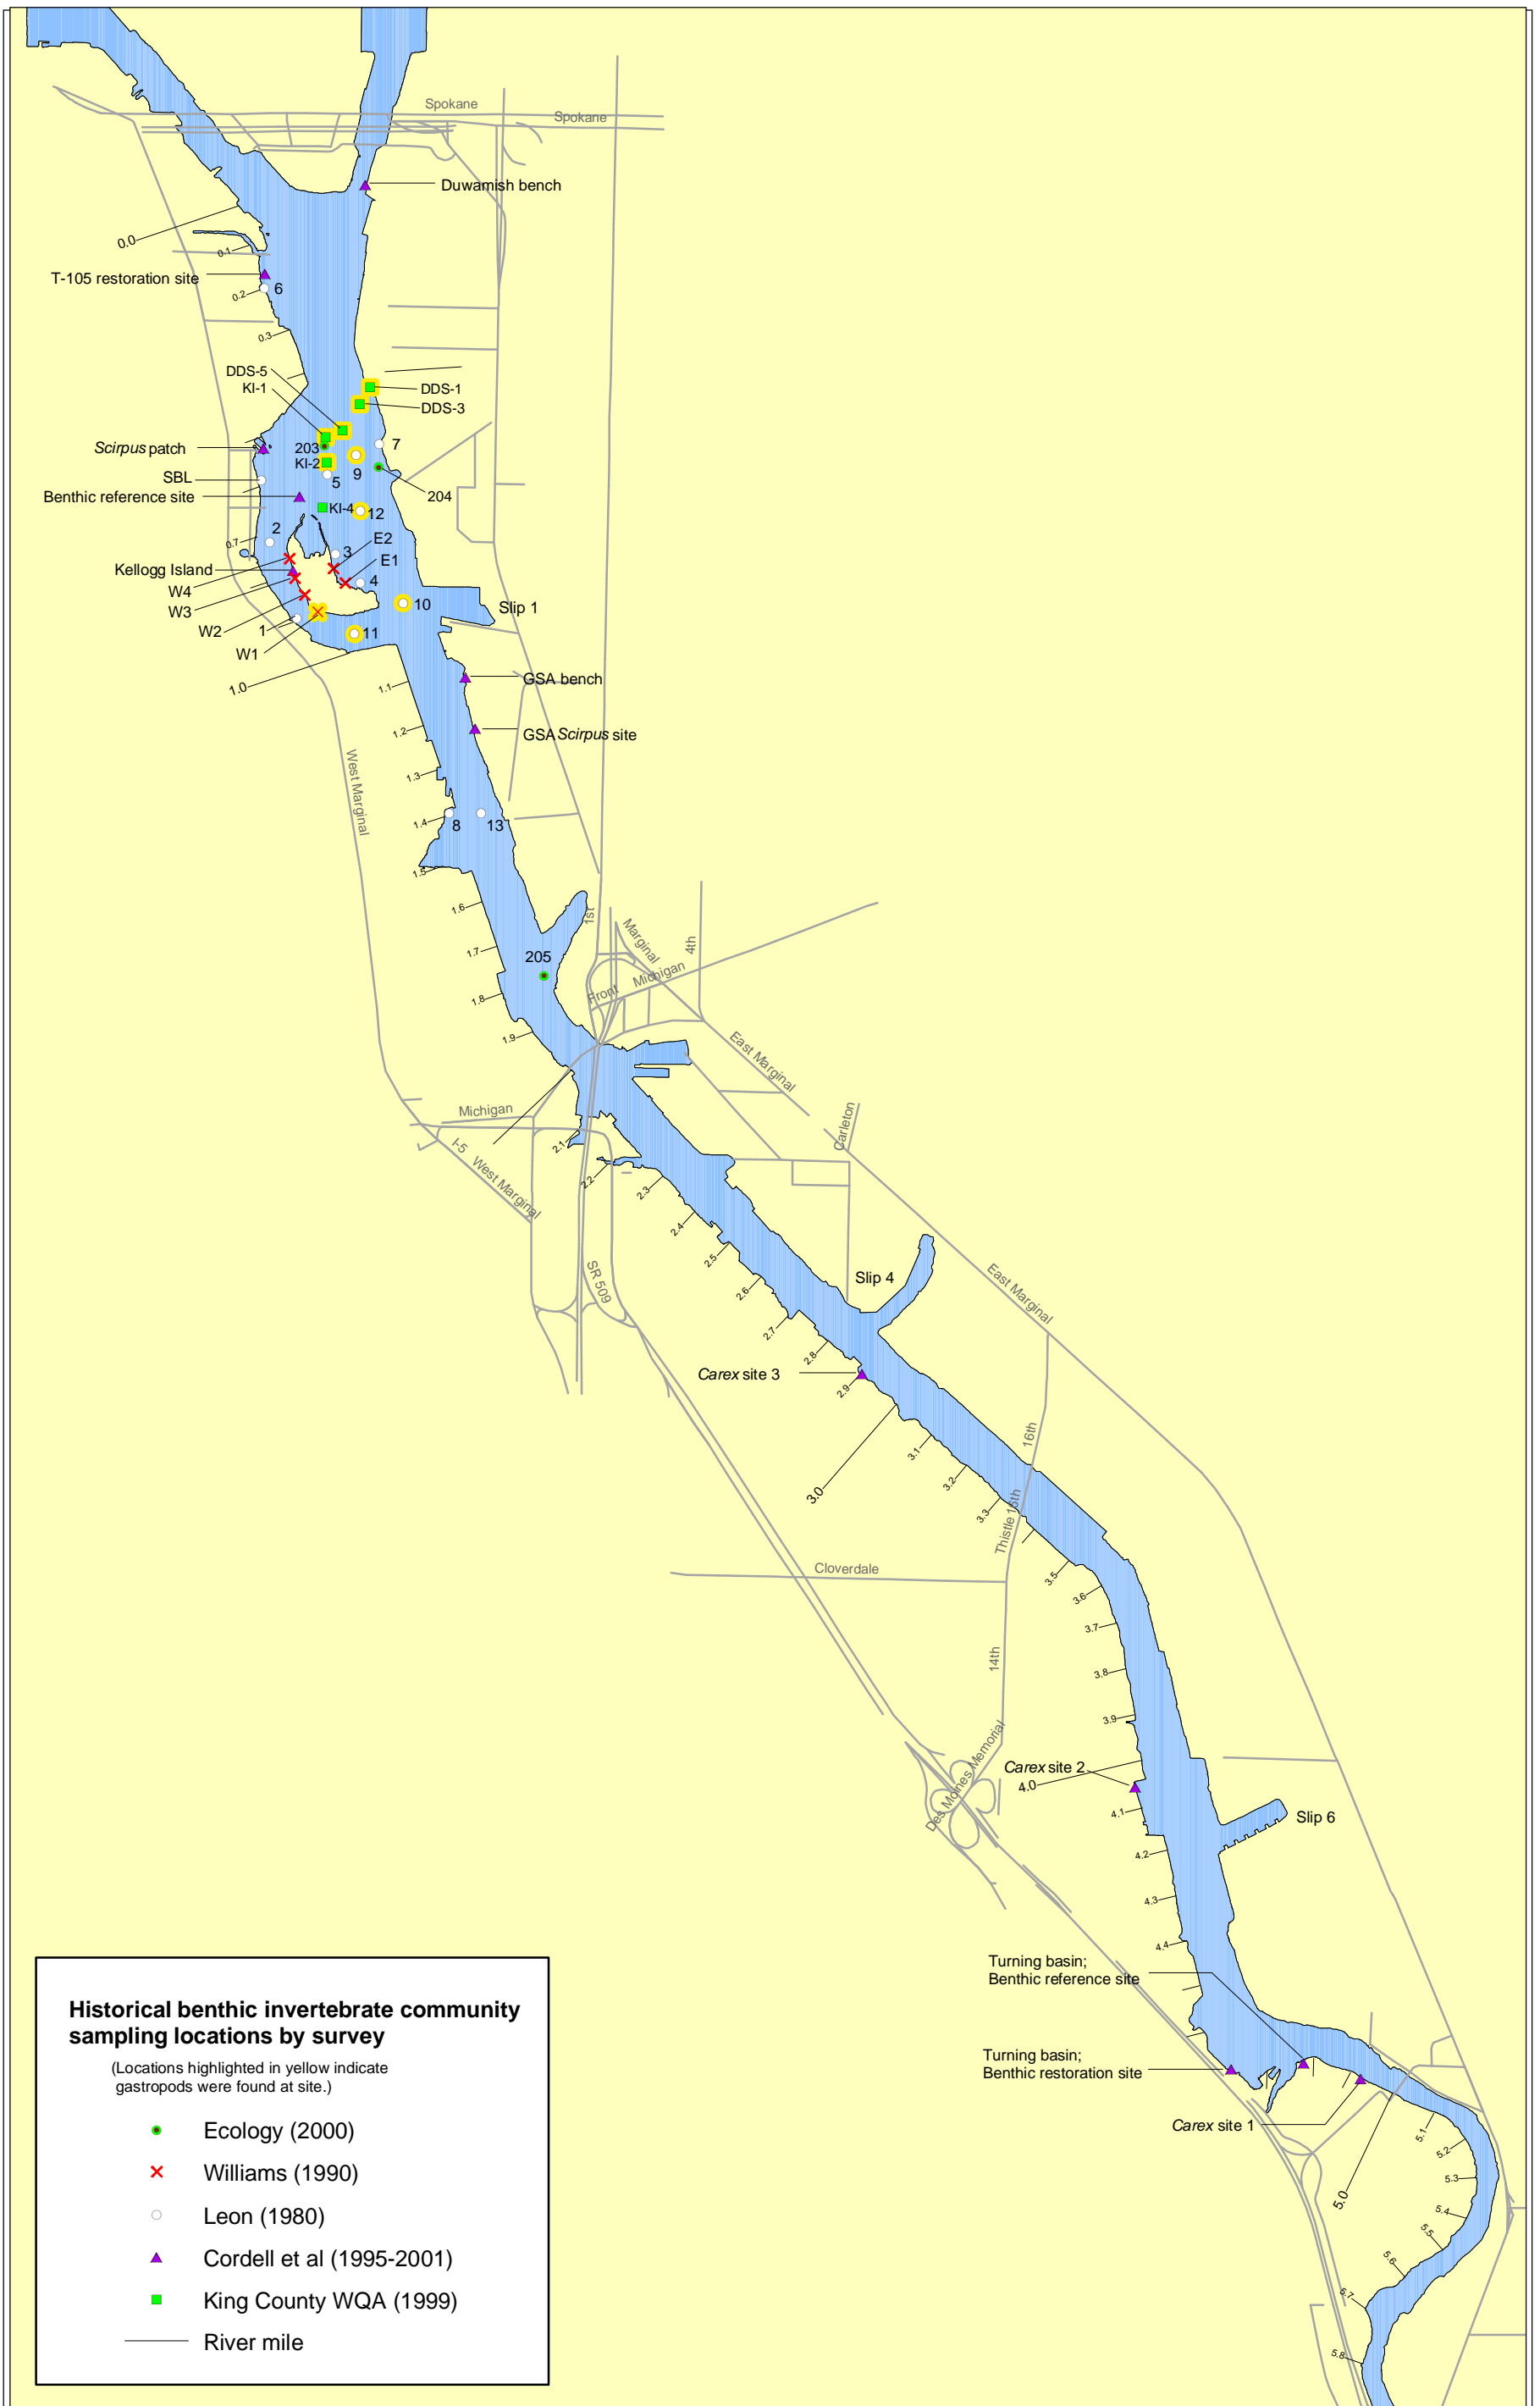 Spokane
Spokane
Duwamish bench
0.0
0.1
T-105 restoration site
6
0.2
0.3
DDS-5
KI-1
DDS-1
DDS-3
7
Scirpus patch
203
9
KI-2
SBL
5
204
Benthic reference site
KI-4
12
2
E2
0.7
3
E1
Kellogg Island
4
W4
W3
10
Slip 1
W2
1
11
W1
1.0
GSA bench
1.1
1.2
GSA Scirpus site
West Marginal
1.3
1.4
8
13
1.5
1.6
1st
Marginal
4th
1.7
205
Michigan
Front
1.8
1.9
East Marginal
Michigan
Carleton
I-5
West Marginal
2.1
2.2
2.3
2.4
2.5
SR 509
Slip 4
2.6
East Marginal
2.7
2.8
Carex site 3
2.9
16th
3.1
3.0
3.2
3.3
Thistle 16th
Cloverdale
3.5
3.6
3.7
14th
3.8
3.9
Des Moines Memorial
Carex site 2
4.0
4.1
Slip 6
4.2
4.3
4.4
Turning basin;
Benthic reference site
Turning basin;
Benthic restoration site
Carex site 1
5.1
5.2
5.3
5.0
5.4
5.5
5.6
5.7
5.8
Historical benthic invertebrate community
sampling locations by survey
(Locations highlighted in yellow indicate
gastropods were found at site.)
Ecology (2000)
Williams (1990)
Leon (1980)
Cordell et al (1995-2001)
King County WQA (1999)
River mile